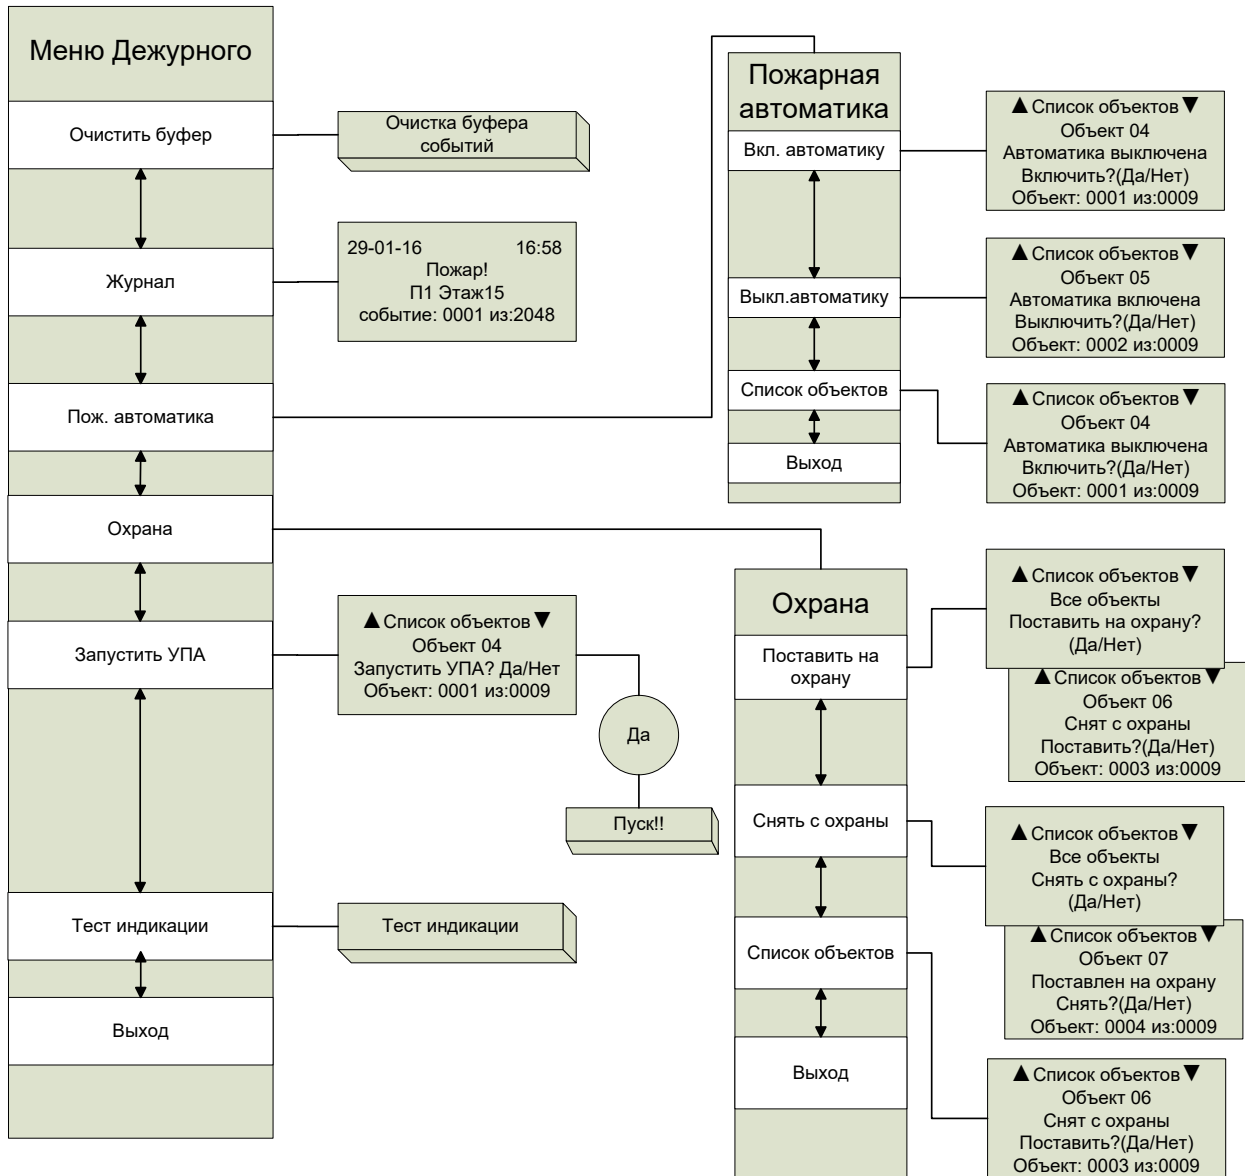 Меню Дежурного
Очистить буфер
Очистка буфера
событий
Журнал
29-01-16 16:58
Пожар!
П1 Этаж15
событие: 0001 из:2048
Пож. автоматика
Охрана
Запустить УПА
▲Список объектов▼
Объект 04
Запустить УПА? Да/Нет
Объект: 0001 из:0009
Да
Пуск!!
Тест индикации
Тест индикации
Выход
Пожарная
автоматика
Вкл. автоматику
▲Список объектов▼
Объект 04
Автоматика выключена
Включить?(Да/Нет)
Объект: 0001 из:0009
Выкл.автоматику
▲Список объектов▼
Объект 05
Автоматика включена
Выключить?(Да/Нет)
Объект: 0002 из:0009
Список объектов
▲Список объектов▼
Объект 04
Автоматика выключена
Включить?(Да/Нет)
Объект: 0001 из:0009
Выход
Охрана
Поставить на
охрану
▲Список объектов▼
Все объекты
Поставить на охрану?
(Да/Нет)
▲Список объектов▼
Объект 06
Снят с охраны
Поставить?(Да/Нет)
Объект: 0003 из:0009
Снять с охраны
▲Список объектов▼
Все объекты
Снять с охраны?
(Да/Нет)
▲Список объектов▼
Объект 07
Поставлен на охрану
Снять?(Да/Нет)
Объект: 0004 из:0009
Список объектов
▲Список объектов▼
Объект 06
Снят с охраны
Поставить?(Да/Нет)
Объект: 0003 из:0009
Выход